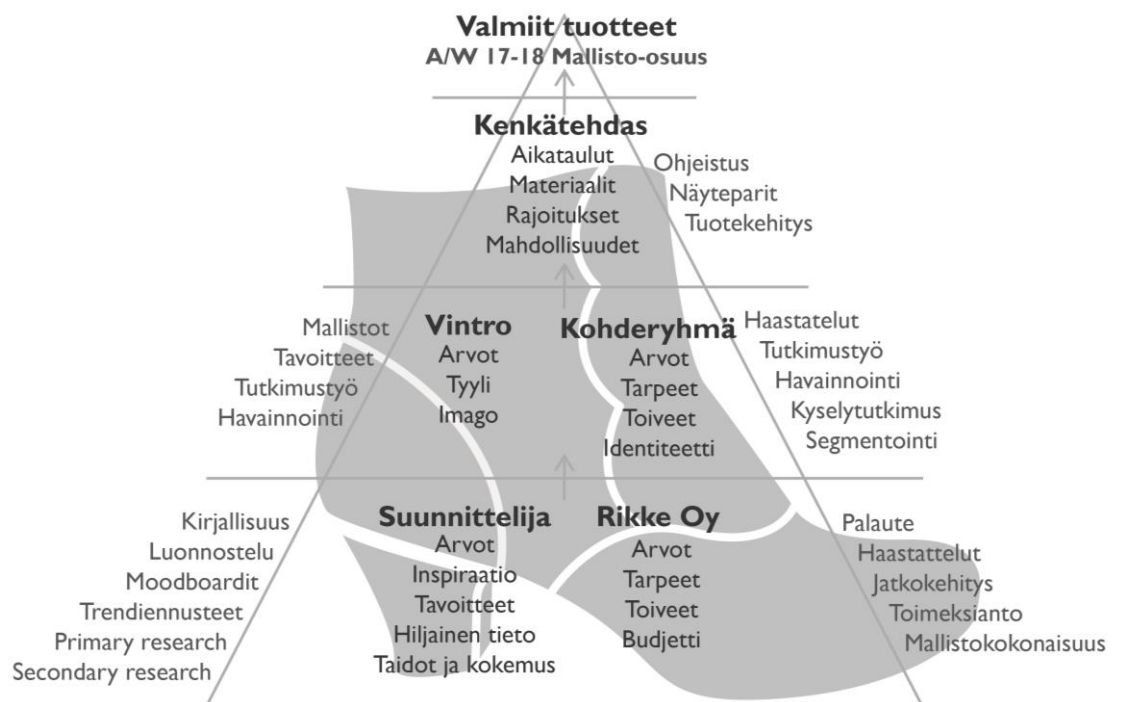 Valmiit tuotteet
A/W 17-18 Mallisto-osuus
Kenkätehdas
Aikataulut
Materiaalit
Rajoitukset
Mahdollisuudet
Ohjeistus
Näyteparit
Tuotekehitys
Mallistot
Tavoitteet
Tutkimustyö
Havainnointi
Vintro
Arvot
Tyyli
Imago
Kohderyhmä
Arvot
Tarpeet
Toiveet
Identiteetti
Haastatelut
Tutkimustyö
Havainnointi
Kyselytutkimus
Segmentointi
Kirjallisuus
Luonnostelu
Moodboardit
Trendiennusteet
Primary research
Secondary research
Suunnittelija
Arvot
Inspiraatio
Tavoitteet
Hiljainen tieto
Taidot ja kokemus
Rikke Oy
Arvot
Tarpeet
Toiveet
Budjetti
Palaute
Haastattelut
Jatkokehitys
Toimeksianto
Mallistokokonaisuus